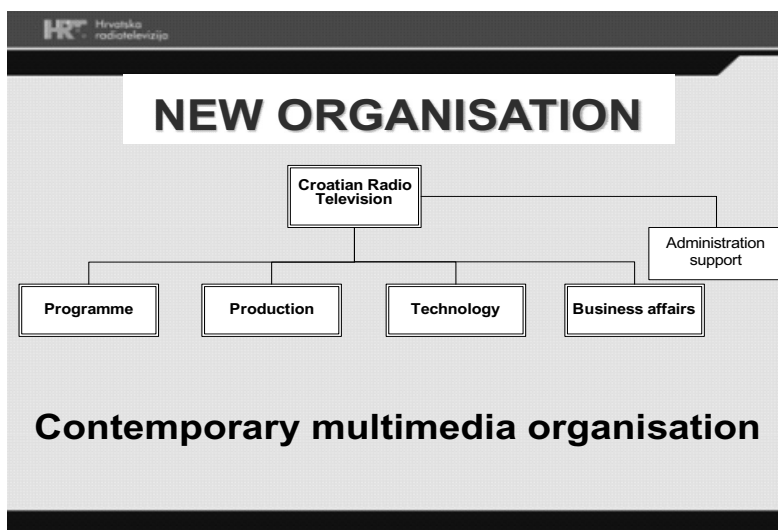 HRT Hrvatska
radiotelevizija
NEW ORGANISATION
Croatian Radio
Television
Administration
support
Programme
Production
Technology
Business affairs
Contemporary multimedia organisation